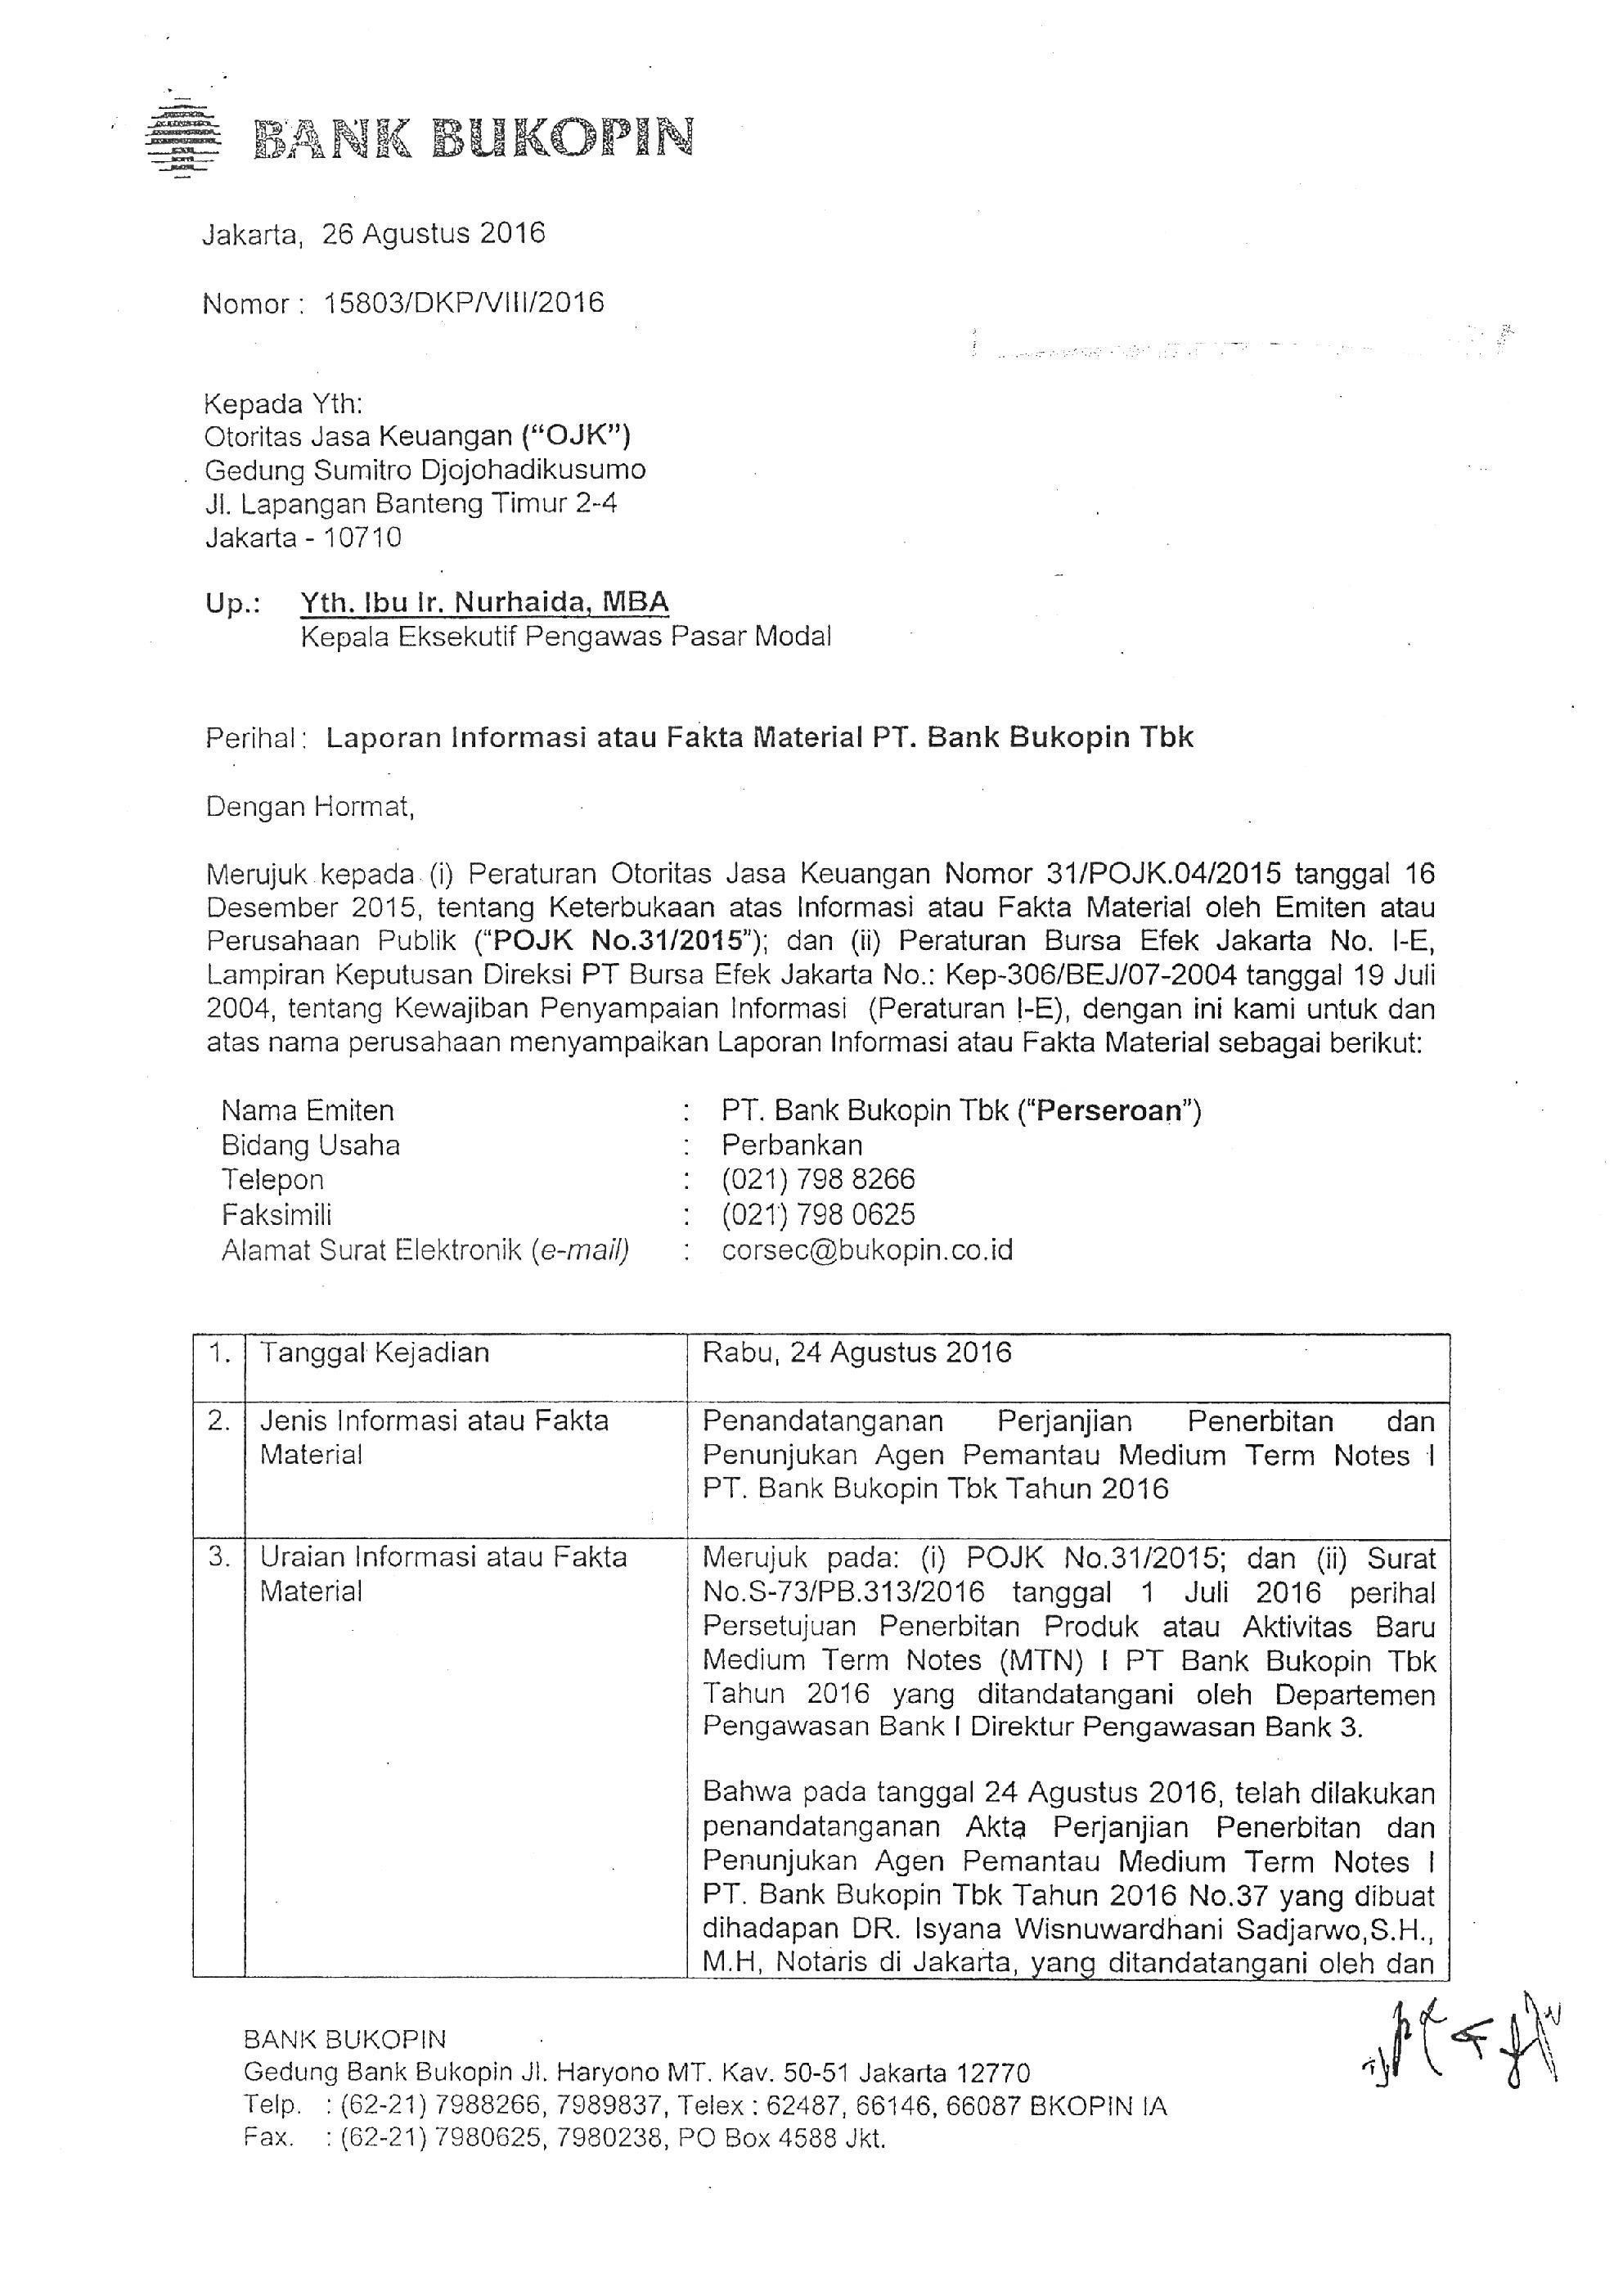 BANK BUKOPIN
Jakarta, 26 Agustus 2016
Nomor : 15803/DKP/VIII/2016
Kepada Yth:
Otoritas Jasa Keuangan (“OJK”)
Gedung Sumitro Djojohadikusumo
Jl. Lapangan Banteng Timur 2-4
Jakarta - 10710
Up.: Yth. Ibu Ir. Nurhaida, MBA
Kepala Eksekutif Pengawas Pasar Modal
Perihal : Laporan Informasi atau Fakta Material PT. Bank Bukopin Tbk
Dengan Hormat,
Merujuk kepada (i) Peraturan Otoritas Jasa Keuangan Nomor 31/POJK.04/2015 tanggal 16
Desember 2015, tentang Keterbukaan atas Informasi atau Fakta Material oleh Emiten atau
Perusahaan Publik (“POJK No.31/2015”); dan (ii) Peraturan Bursa Efek Jakarta No. I-E,
Lampiran Keputusan Direksi PT Bursa Efek Jakarta No.: Kep-306/BEJ/07-2004 tanggal 19 Juli
2004, tentang Kewajiban Penyampaian Informasi (Peraturan I-E), dengan ini kami untuk dan
atas nama perusahaan menyampaikan Laporan Informasi atau Fakta Material sebagai berikut:
Nama Emiten : PT. Bank Bukopin Tbk (“Perseroan”)
Bidang Usaha : Perbankan
Telepon : (021) 798 8266
Faksimili : (021) 798 0625
Alamat Surat Elektronik (e-mail) : corsec@bukopin.co.id
1. Tanggal Kejadian Rabu, 24 Agustus 2016
2. Jenis Informasi atau Fakta
Material
Penandatanganan Perjanjian Penerbitan dan
Penunjukan Agen Pemantau Medium Term Notes I
PT. Bank Bukopin Tbk Tahun 2016
3. Uraian Informasi atau Fakta
Material
Merujuk pada: (i) POJK No.31/2015; dan (ii) Surat
No.S-73/PB.313/2016 tanggal 1 Juli 2016 perihal
Persetujuan Penerbitan Produk atau Aktivitas Baru
Medium Term Notes (MTN) I PT Bank Bukopin Tbk
Tahun 2016 yang ditandatangani oleh Departemen
Pengawasan Bank I Direktur Pengawasan Bank 3.
Bahwa pada tanggal 24 Agustus 2016, telah dilakukan
penandatanganan Akta Perjanjian Penerbitan dan
Penunjukan Agen Pemantau Medium Term Notes I
PT. Bank Bukopin Tbk Tahun 2016 No.37 yang dibuat
dihadapan DR. Isyana Wisnuwardhani Sadjarwo,S.H.,
M.H, Notaris di Jakarta, yang ditandatangani oleh dan
BANK BUKOPIN
Gedung Bank Bukopin Jl. Haryono MT. Kav. 50-51 Jakarta 12770
Telp. : (62-21) 7988266, 7989837, Telex : 62487, 66146, 66087 BKOPIN IA
Fax. : (62-21) 7980625, 7980238, PO Box 4588 Jkt.